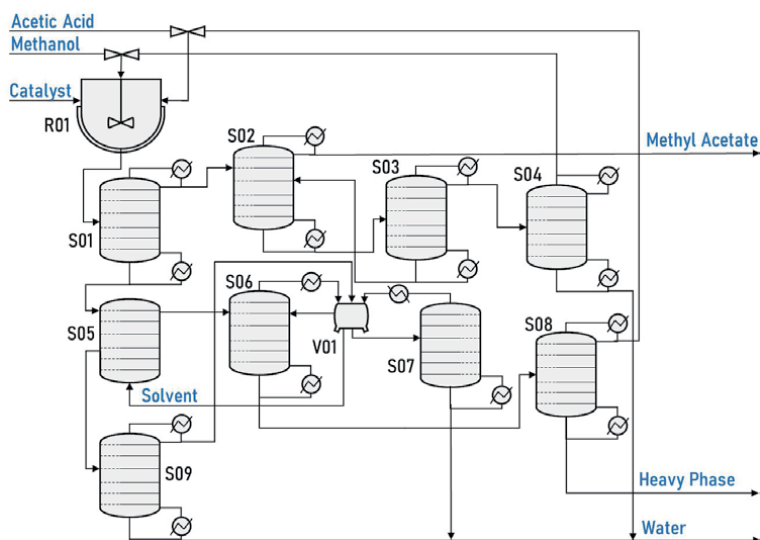 Acetic Acid
Methanol
Catalyst
R01
S02
Methyl Acetate
S03
S04
S01
S06
S05
V01
S07
S08
Solvent
S09
Heavy Phase
Water